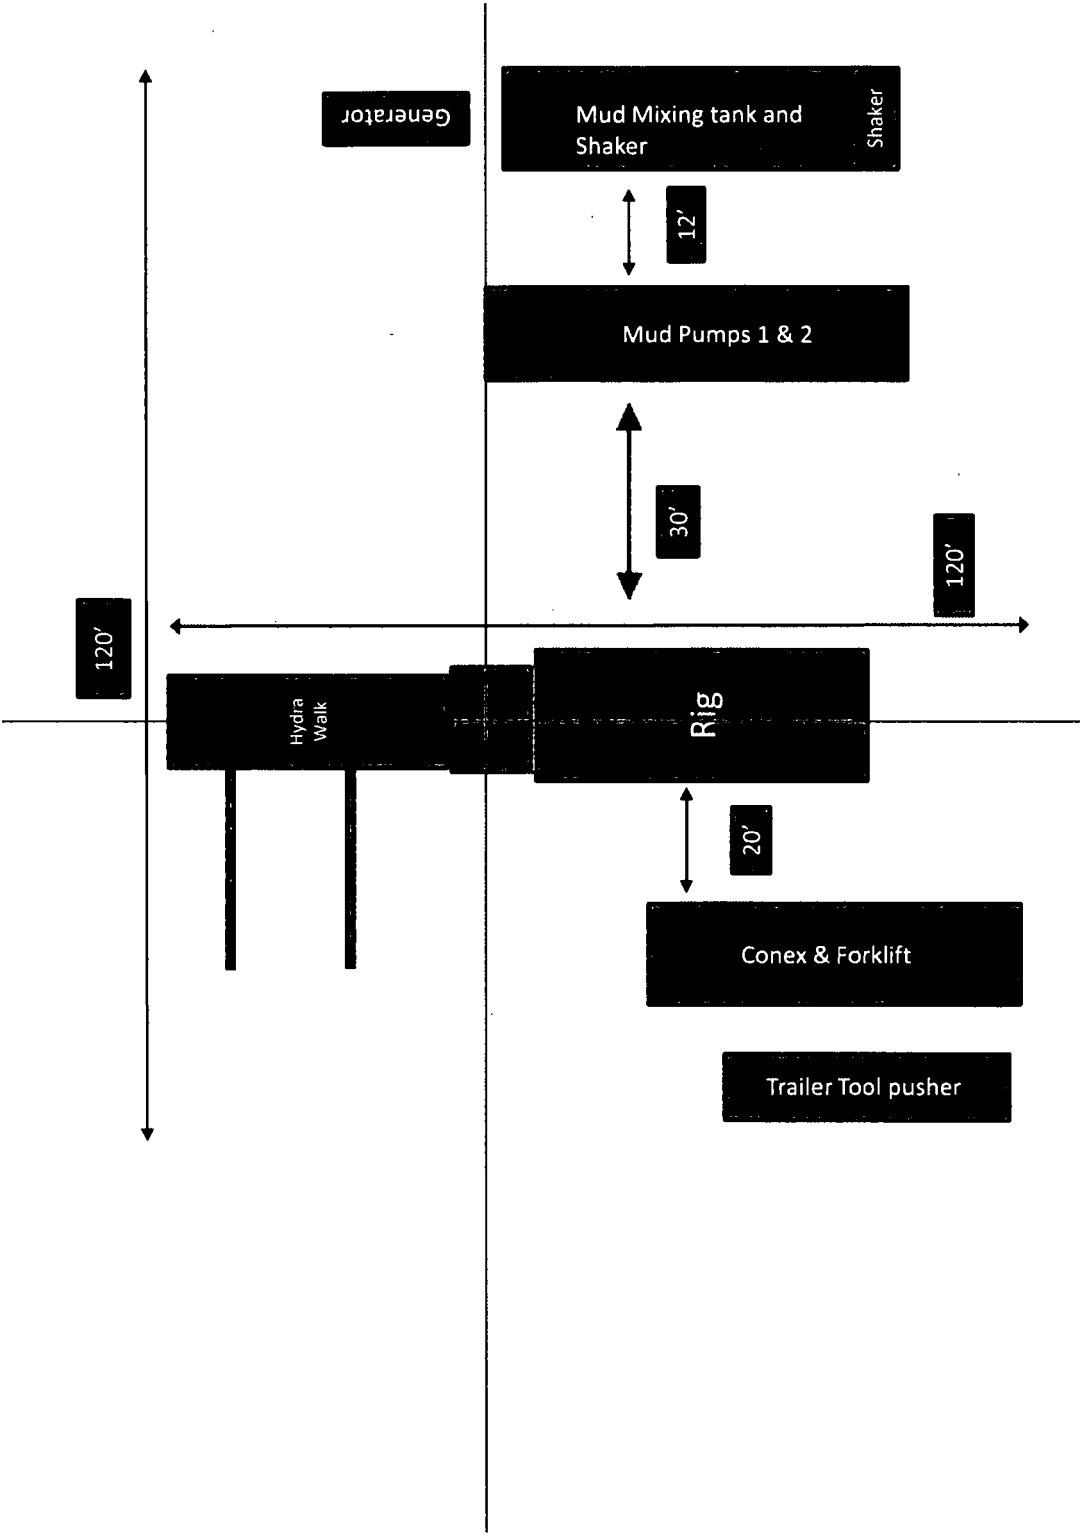 Generator
Mud Mixing tank and
Shaker
Shaker
12'
Mud Pumps 1 & 2
30'
120'
120'
Hydra
Walk
Rig
20'
Conex & Forklift
Trailer Tool pusher